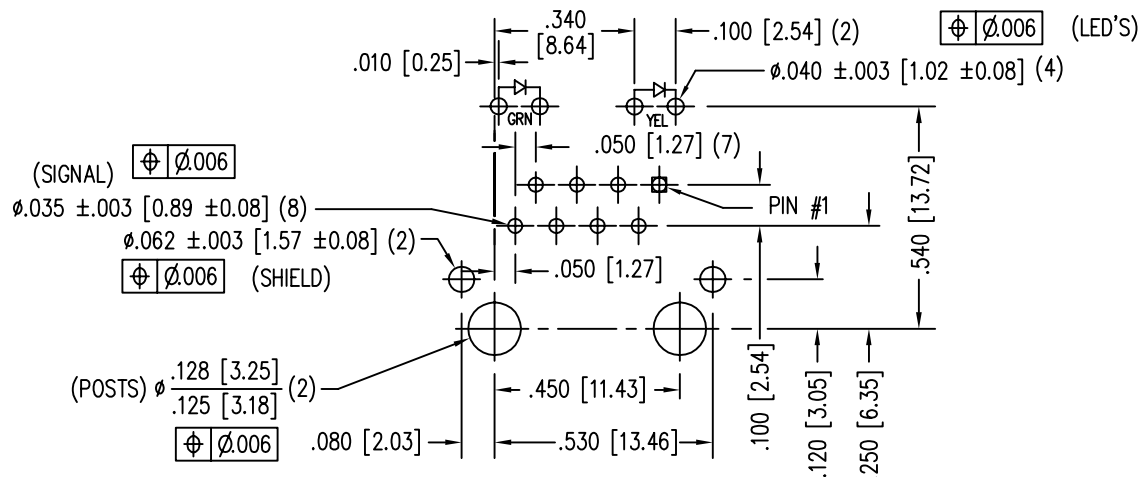 .340
[8.64]
.100 [2.54] (2)
⌖ Ø.006 (LED'S)
.010 [0.25]
ø.040 ±.003 [1.02 ±0.08] (4)
GRN
YEL
.050 [1.27] (7)
(SIGNAL) ⌖ Ø.006
PIN #1
ø.035 ±.003 [0.89 ±0.08] (8)
ø.062 ±.003 [1.57 ±0.08] (2)
⌖ Ø.006 (SHIELD)
.050 [1.27]
.540 [13.72]
(POSTS) ø .128 [3.25] (2)
.125 [3.18]
⌖ Ø.006
.450 [11.43]
.080 [2.03]
.530 [13.46]
.100 [2.54]
.120 [3.05]
250 [6.35]